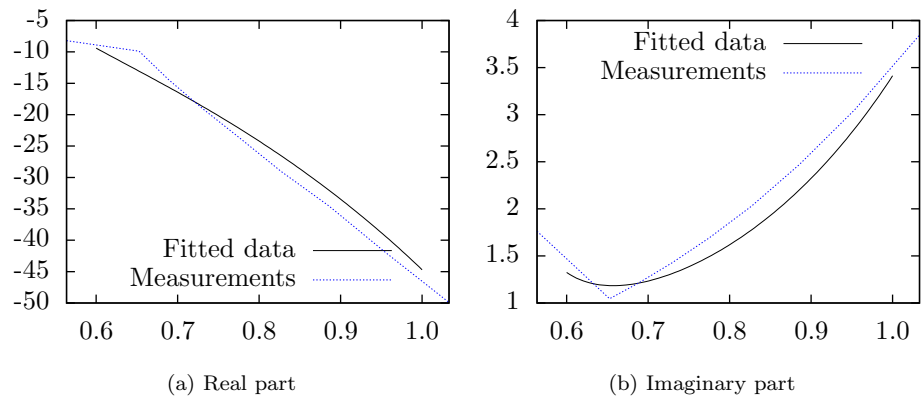 -5
-10
-15
-20
-25
-30
-35
-40
-45
-50
0.6 0.7 0.8 0.9 1.0
Fitted data
Measurements
(a) Real part
4
3.5
3
2.5
2
1.5
1
0.6 0.7 0.8 0.9 1.0
Fitted data
Measurements
(b) Imaginary part